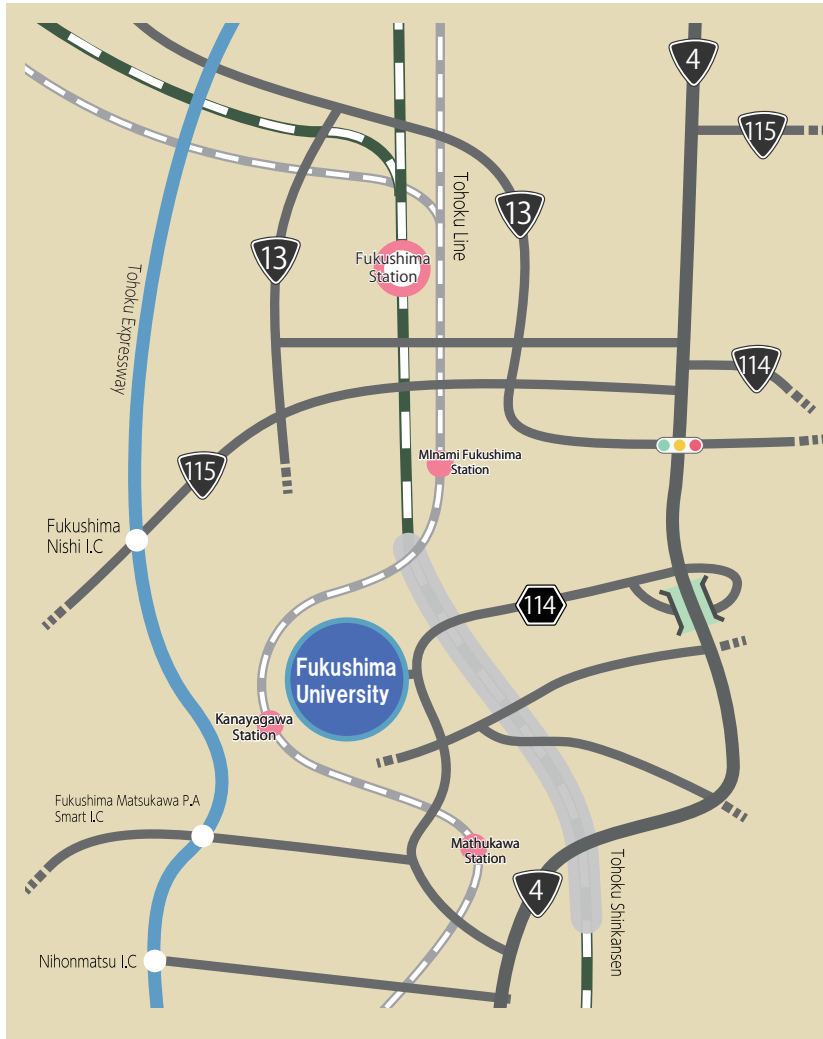 4
115
Tohoku Line
13
13
Fukushima
Station
Tohoku Expressway
114
MInami Fukushima
Station
115
Fukushima
Nishi I.C
114
Fukushima
University
Kanayagawa
Station
Fukushima Matsukawa P.A
Smart I.C
Mathukawa
Station
Tohoku Shinkansen
4
Nihonmatsu I.C